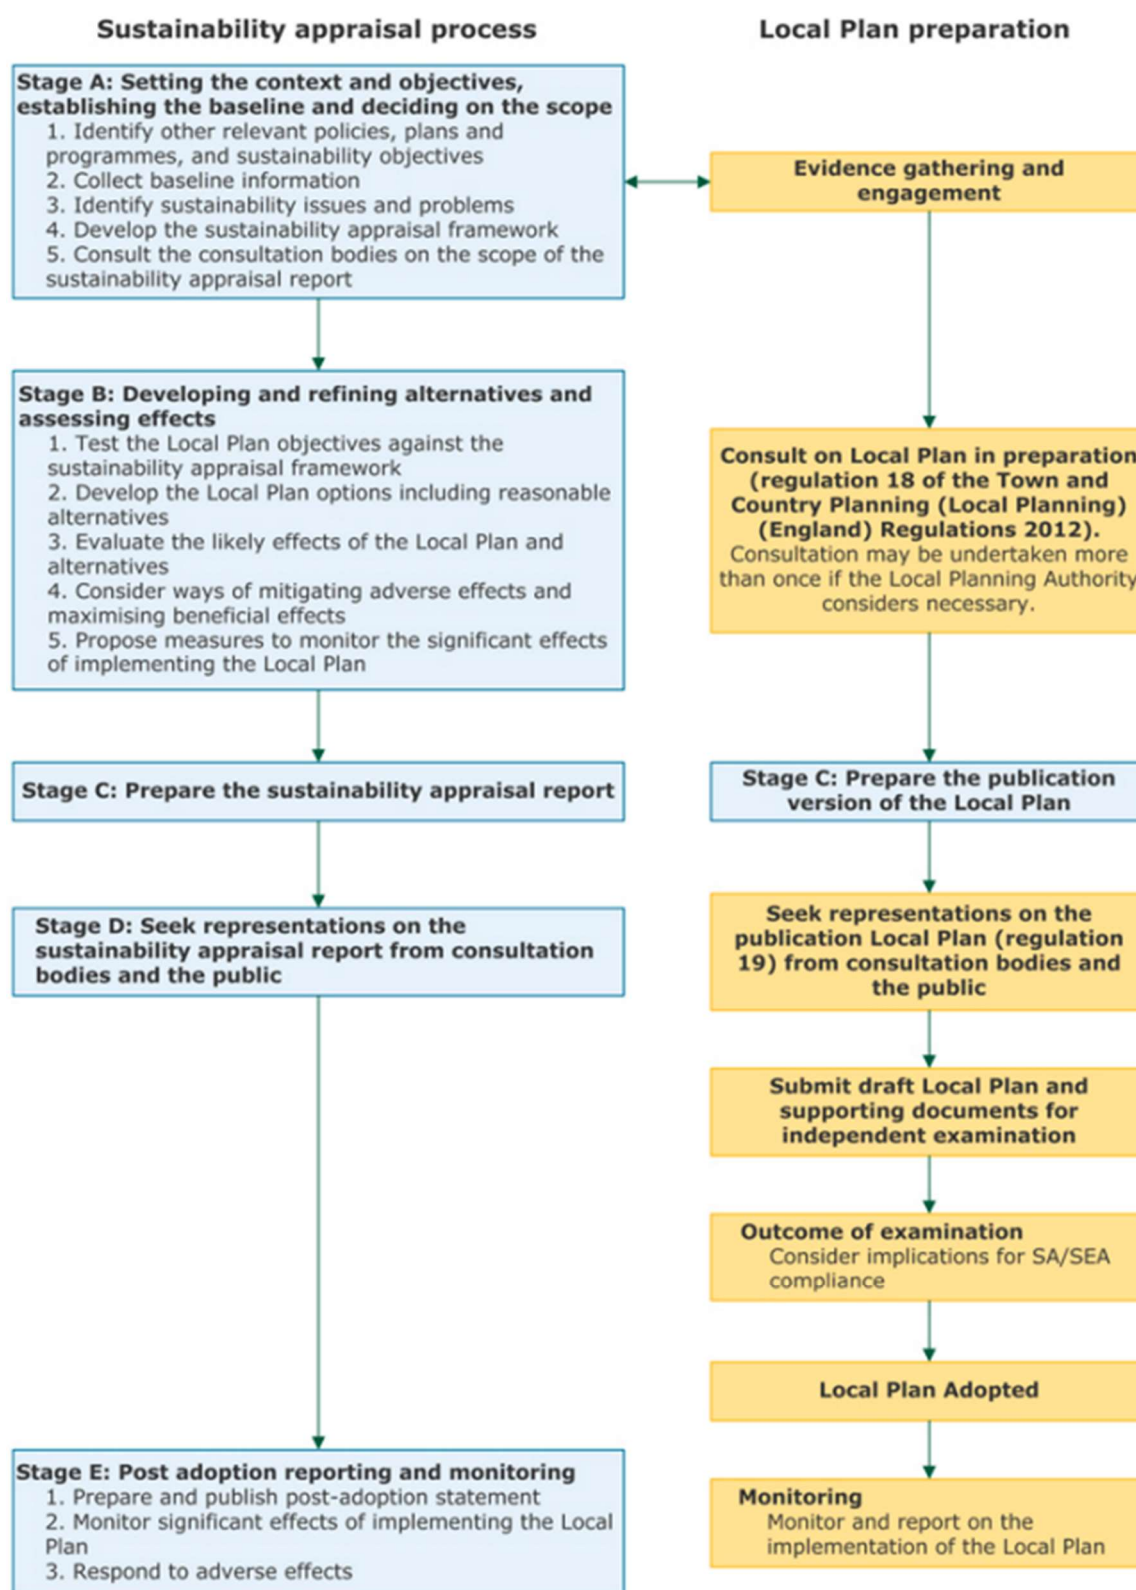 Sustainability appraisal process
Local Plan preparation
Stage A: Setting the context and objectives,
establishing the baseline and deciding on the scope
1. Identify other relevant policies, plans and
programmes, and sustainability objectives
2. Collect baseline information
3. Identify sustainability issues and problems
4. Develop the sustainability appraisal framework
5. Consult the consultation bodies on the scope of the
sustainability appraisal report
Evidence gathering and
engagement
Stage B: Developing and refining alternatives and
assessing effects
1. Test the Local Plan objectives against the
sustainability appraisal framework
2. Develop the Local Plan options including reasonable
alternatives
3. Evaluate the likely effects of the Local Plan and
alternatives
4. Consider ways of mitigating adverse effects and
maximising beneficial effects
5. Propose measures to monitor the significant effects
of implementing the Local Plan
Consult on Local Plan in preparation
(regulation 18 of the Town and
Country Planning (Local Planning)
(England) Regulations 2012).
Consultation may be undertaken more
than once if the Local Planning Authority
considers necessary.
Stage C: Prepare the sustainability appraisal report
Stage C: Prepare the publication
version of the Local Plan
Stage D: Seek representations on the
sustainability appraisal report from consultation
bodies and the public
Seek representations on the
publication Local Plan (regulation
19) from consultation bodies and
the public
Submit draft Local Plan and
supporting documents for
independent examination
Outcome of examination
Consider implications for SA/SEA
compliance
Local Plan Adopted
Stage E: Post adoption reporting and monitoring
1. Prepare and publish post-adoption statement
2. Monitor significant effects of implementing the Local
Plan
3. Respond to adverse effects
Monitoring
Monitor and report on the
implementation of the Local Plan